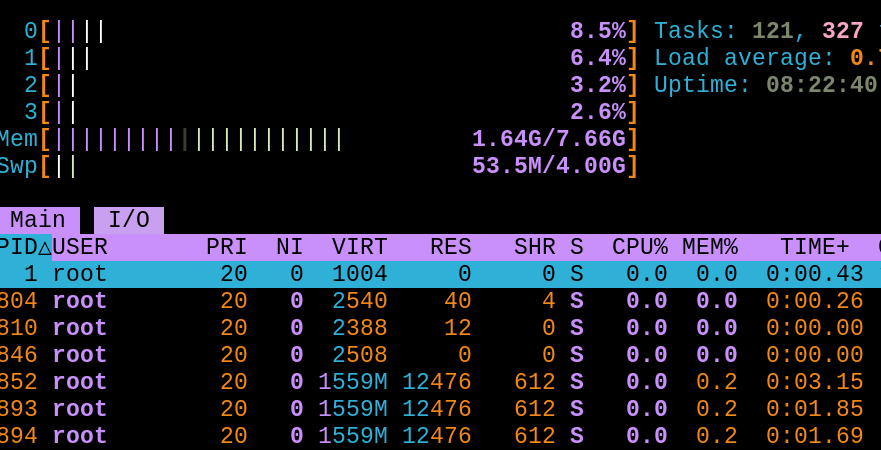 0[|||| 8.5%] Tasks: 121, 327
1[||| 6.4%] Load average: 0.
2[|| 3.2%] Uptime: 08:22:40
3[|| 2.6%]
Mem[||||||||||||||||||||| 1.64G/7.66G]
Swp[|| 53.5M/4.00G]
Main I/O
PID△USER PRI NI VIRT RES SHR S CPU% MEM% TIME+
1 root 20 0 1004 0 0 S 0.0 0.0 0:00.43
804 root 20 0 2540 40 4 S 0.0 0.0 0:00.26
810 root 20 0 2388 12 0 S 0.0 0.0 0:00.00
846 root 20 0 2508 0 0 S 0.0 0.0 0:00.00
852 root 20 0 1559M 12476 612 S 0.0 0.2 0:03.15
893 root 20 0 1559M 12476 612 S 0.0 0.2 0:01.85
894 root 20 0 1559M 12476 612 S 0.0 0.2 0:01.69